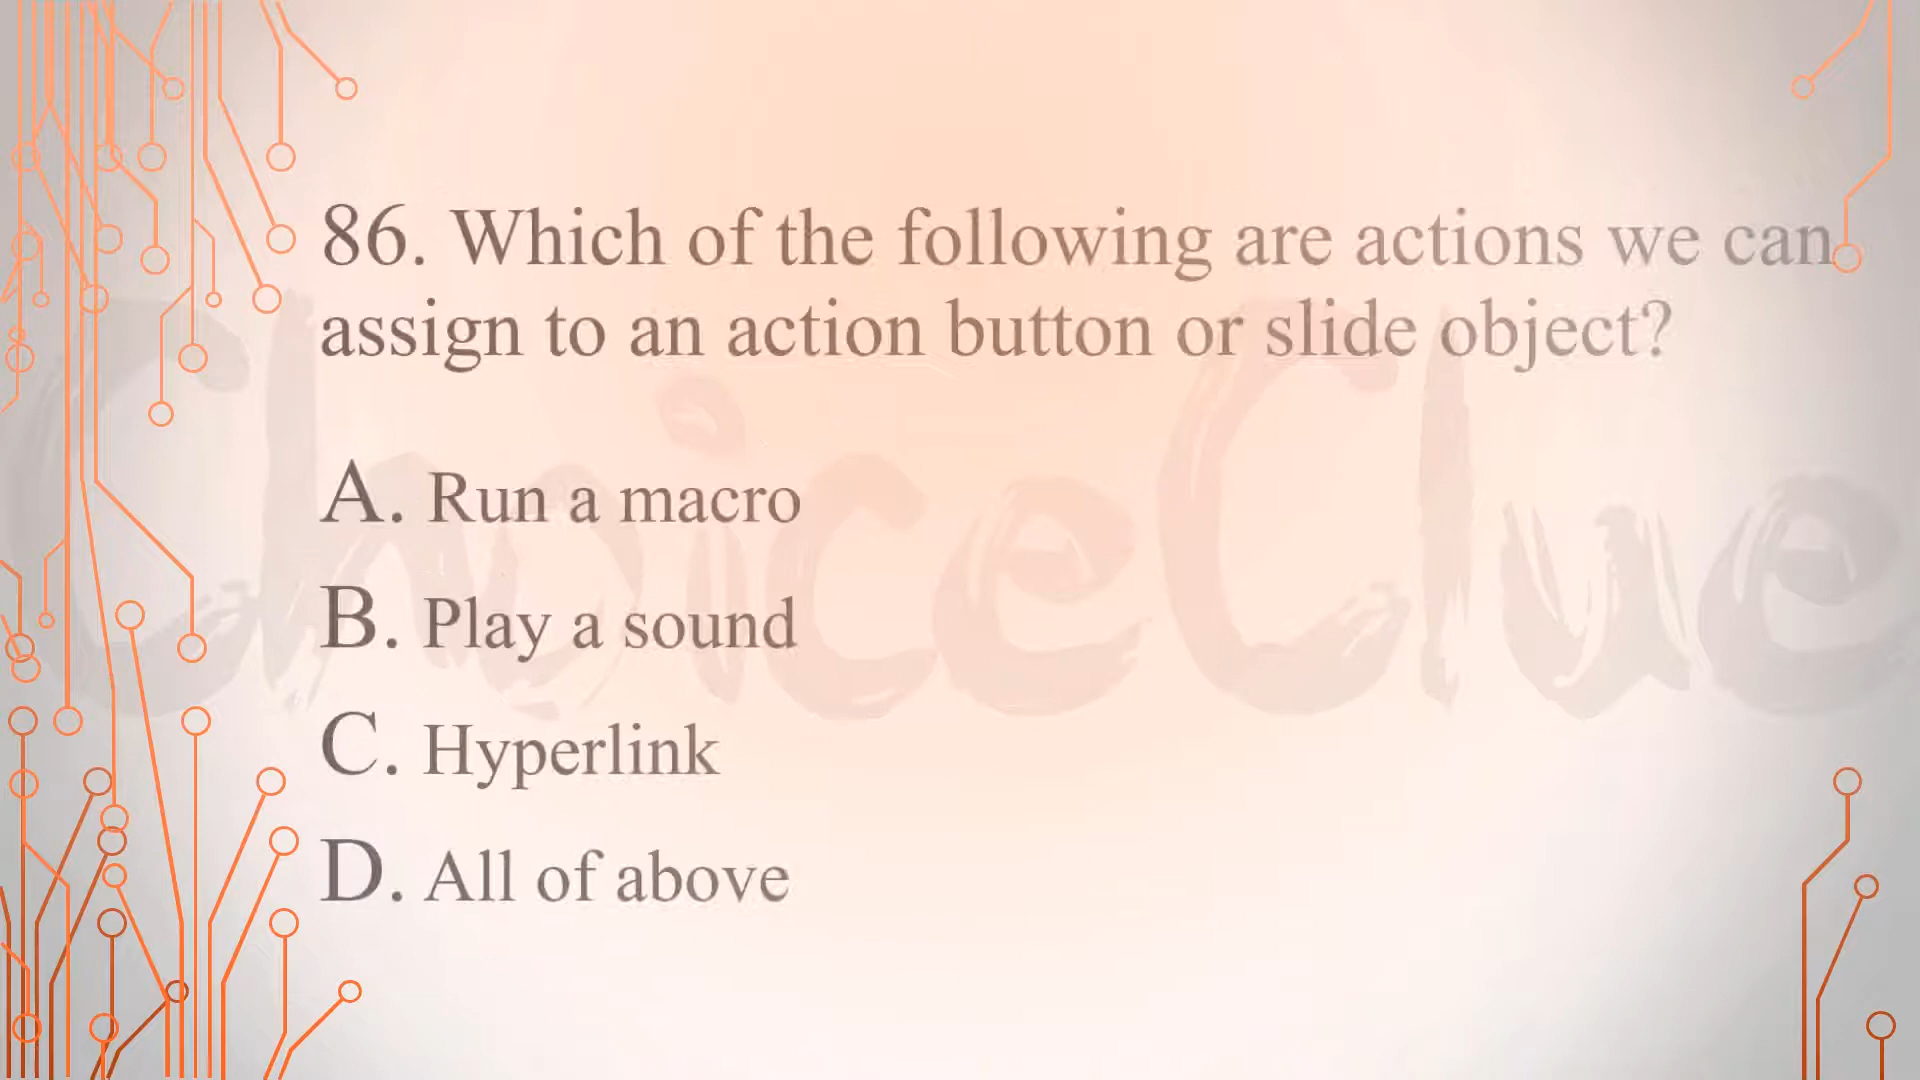 86. Which of the following are actions we can
assign to an action button or slide object?
A. Run a macro
B. Play a sound
C. Hyperlink
D. All of above
ChoiceClue